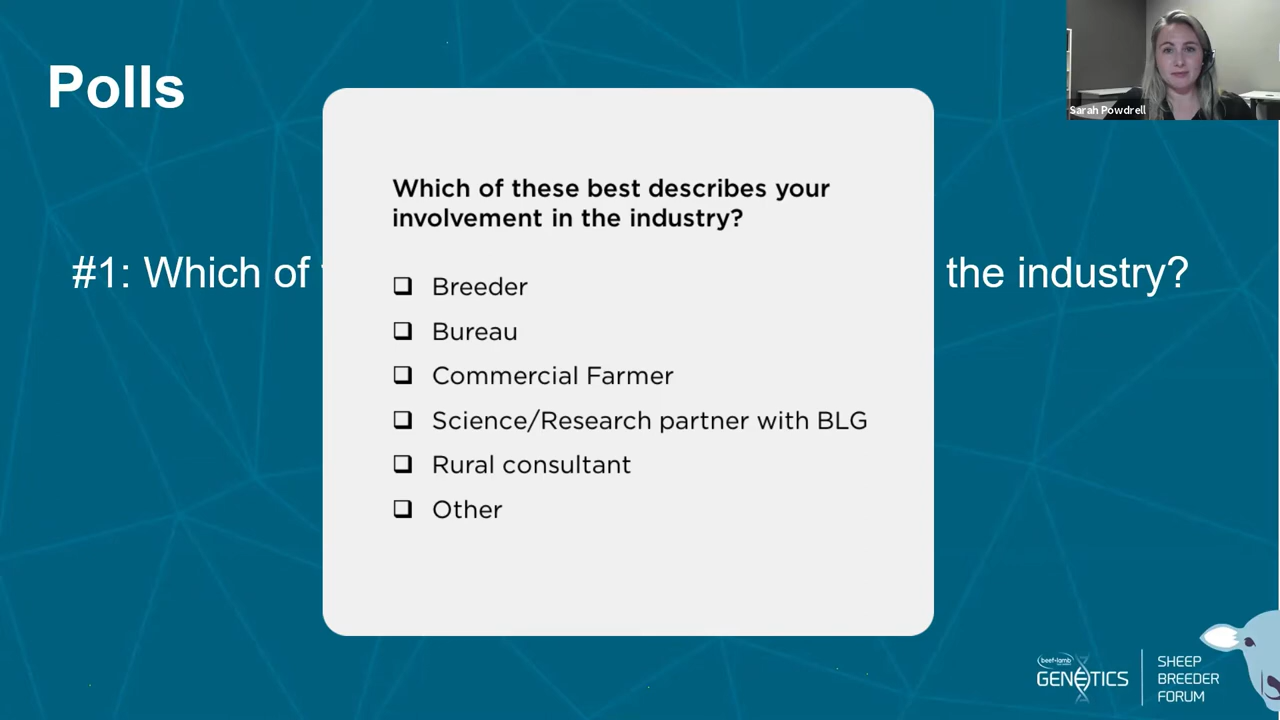 Polls
Sarah Powdrell
Which of these best describes your
involvement in the industry?
#1: Which of
the industry?
Breeder
Bureau
Commercial Farmer
Science/Research partner with BLG
Rural consultant
Other
beef+lamb
GENETICS
SHEEP
BREEDER
FORUM